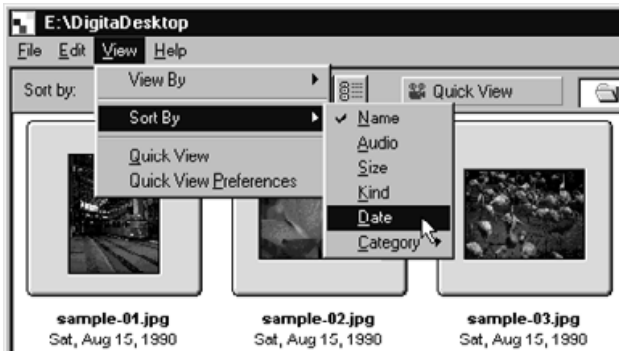 E:\DigitaDesktop
File Edit View Help
Sort by:
View By
Quick View
Sort By
Name
Audio
Size
Kind
Date
Category
Quick View
Quick View Preferences
sample-01.jpg
sample-02.jpg
sample-03.jpg
Sat, Aug 15, 1990
Sat, Aug 15, 1990
Sat, Aug 15, 1990